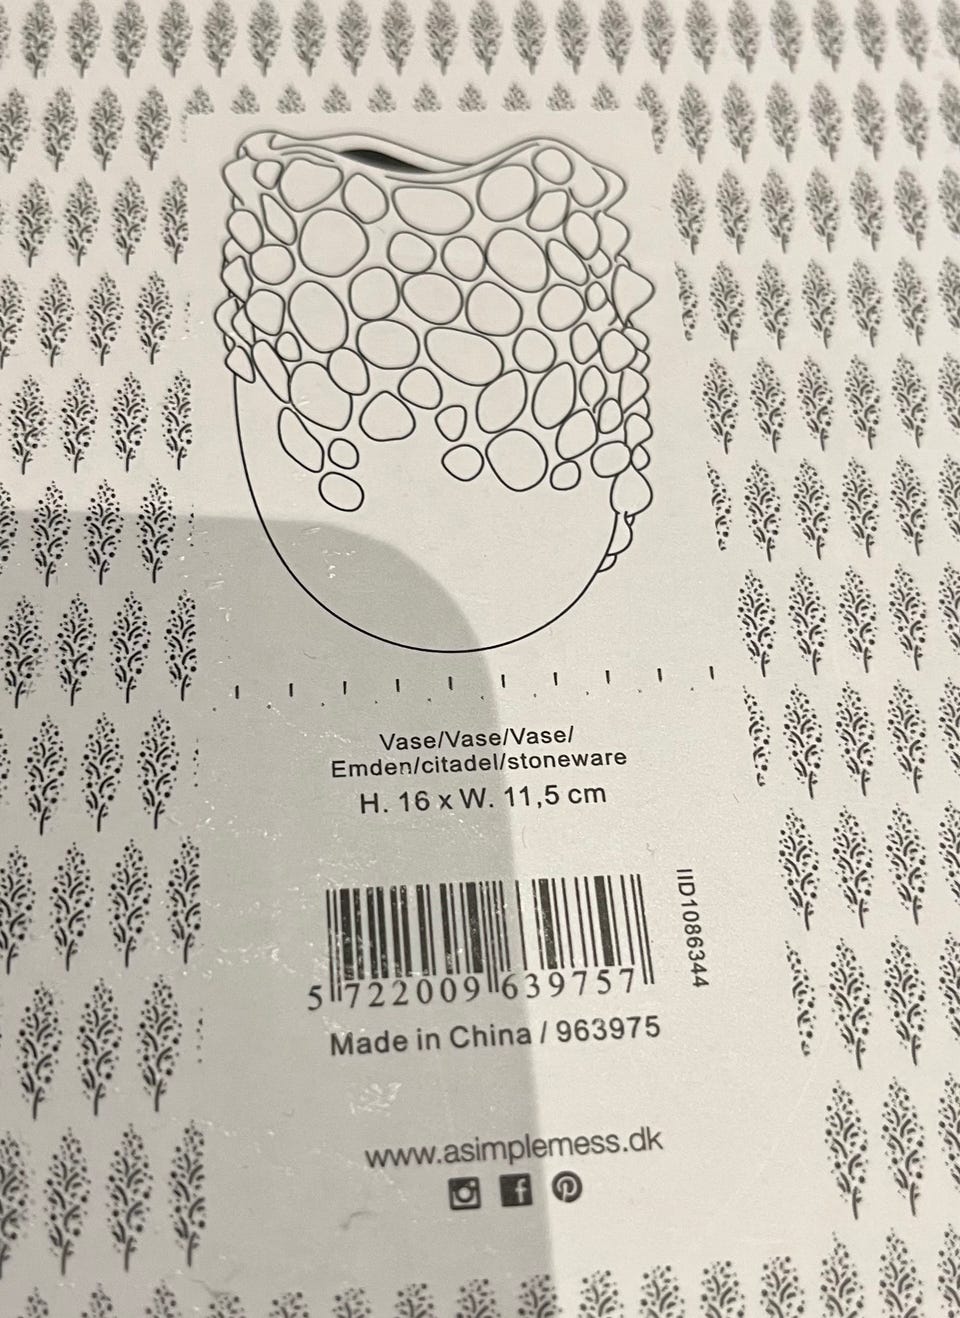 Vase/Vase/Vase/
Emden/citadel/stoneware
H. 16 x W. 11,5 cm
IID1086344
5 722009 639757
Made in China / 963975
www.asimplemess.dk